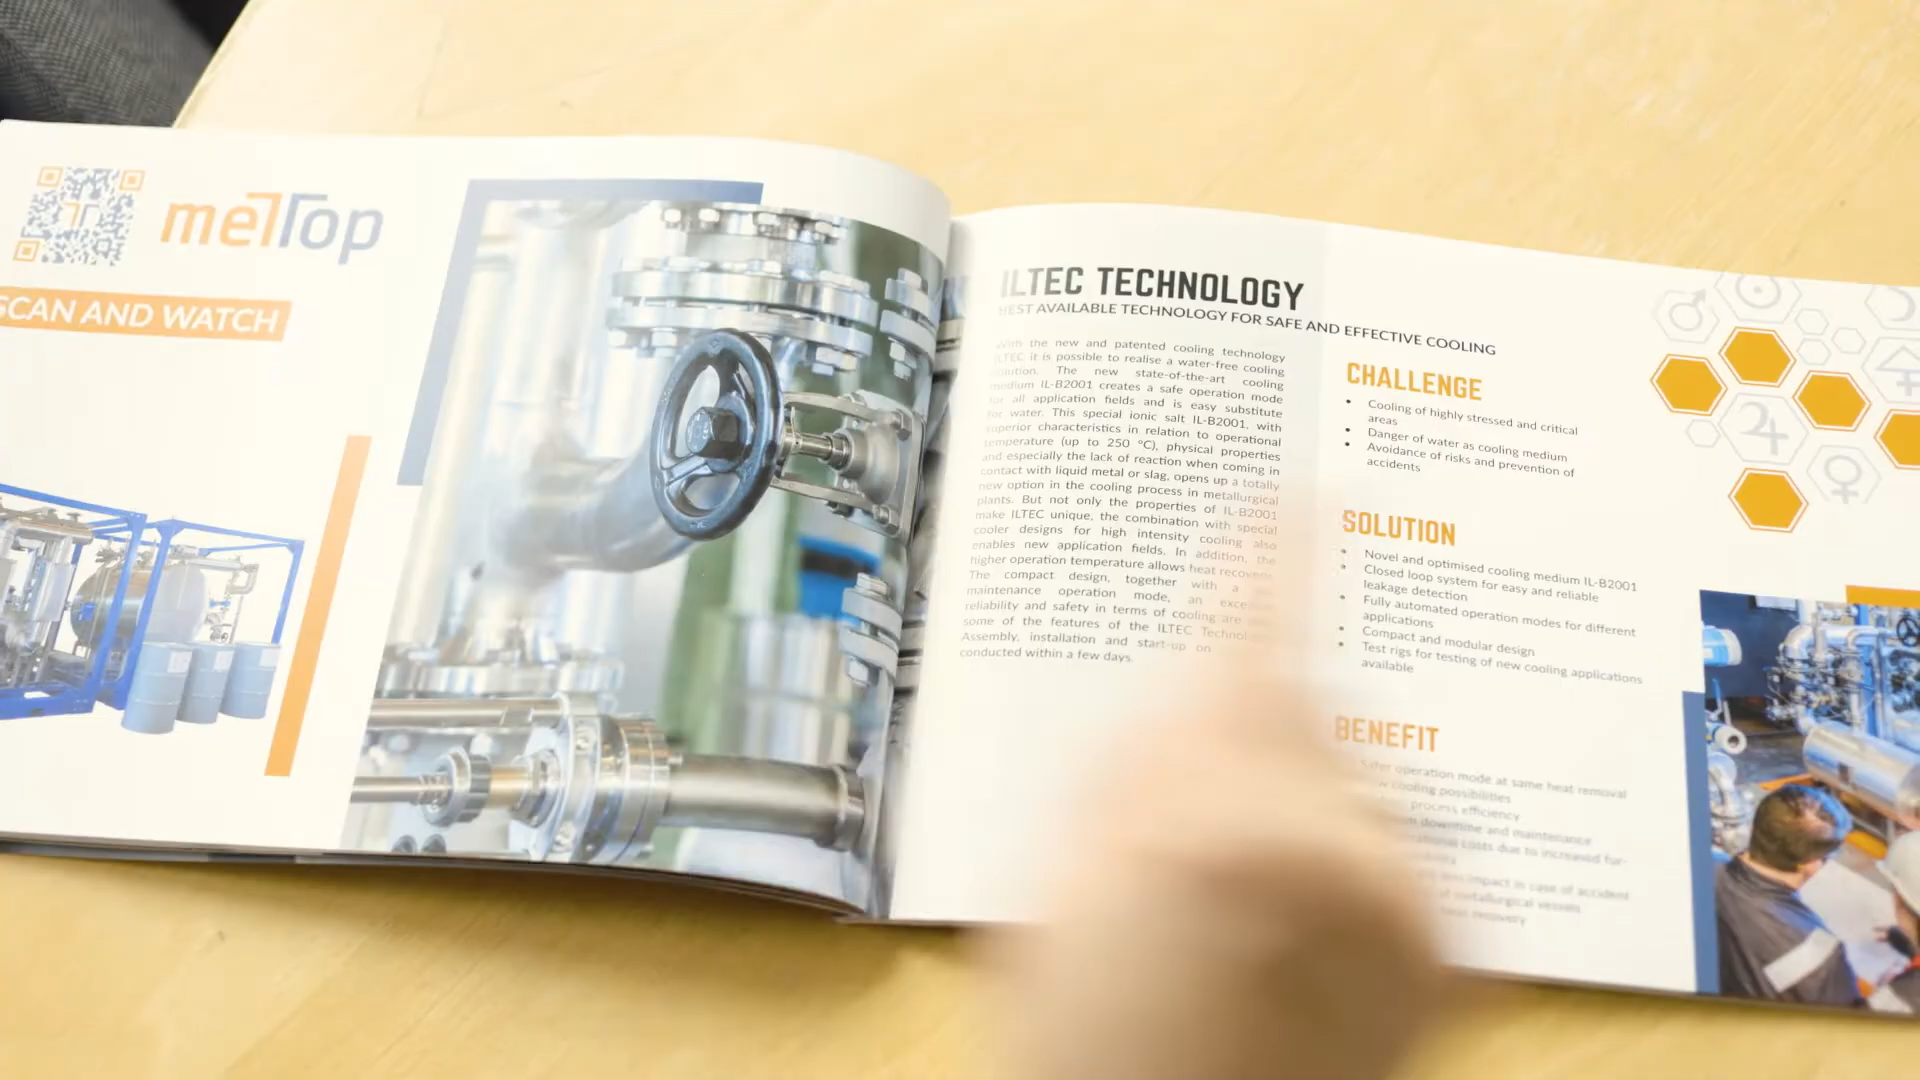 meTTop
SCAN AND WATCH
ILTEC TECHNOLOGY
BEST AVAILABLE TECHNOLOGY FOR SAFE AND EFFECTIVE COOLING
With the new and patented cooling technology
ILTEC it is possible to realise a water-free cooling
solution. The new state-of-the-art cooling
medium IL-B2001 creates a safe operation mode
for all application fields and is easy substitute
for water. This special ionic salt IL-B2001, with
superior characteristics in relation to operational
temperature (up to 250 °C), physical properties
and especially the lack of reaction when coming in
contact with liquid metal or slag, opens up a totally
new option in the cooling process in metallurgical
plants. But not only the properties of IL-B2001
make ILTEC unique, the combination with special
cooler designs for high intensity cooling also
enables new application fields. In addition, the
higher operation temperature allows heat recovery.
The compact design, together with a
maintenance operation mode, an
reliability and safety in terms of cooling are
some of the features of the ILTEC
Assembly, installation and start-up on
conducted within a few days.
CHALLENGE
• Cooling of highly stressed and critical
areas
• Danger of water as cooling medium
• Avoidance of risks and prevention of
accidents
SOLUTION
• Novel and optimised cooling medium IL-B2001
• Closed loop system for easy and reliable
leakage detection
• Fully automated operation modes for different
applications
• Compact and modular design
• Test rigs for testing of new cooling applications
available
BENEFIT
Safer operation mode at same heat removal
cooling possibilities
process efficiency
downtime and maintenance
costs due to increased fur-
impact in case of accident
of metallurgical vessels
heat recovery